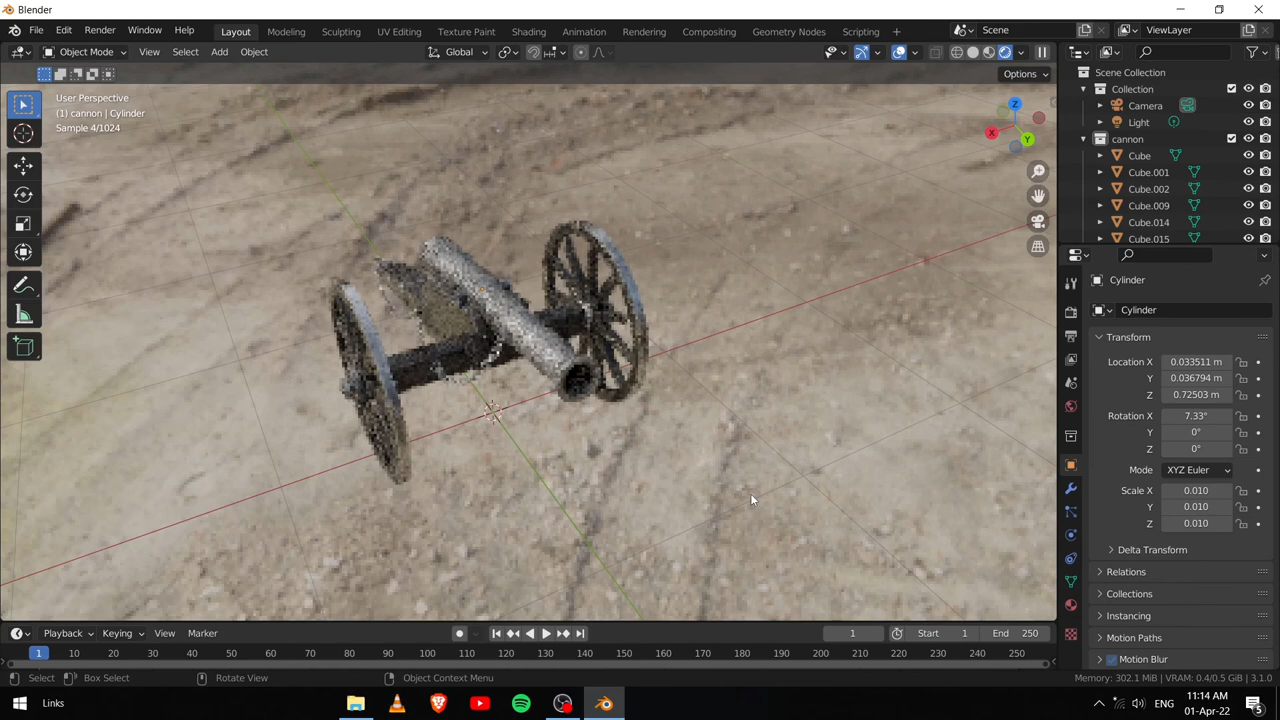 Blender
File Edit Render Window Help Layout Modeling Sculpting UV Editing Texture Paint Shading Animation Rendering Compositing Geometry Nodes Scripting + Scene ViewLayer
Object Mode View Select Add Object Global
Options
User Perspective
(1) cannon | Cylinder
Sample 4/1024
Z
X
Y
Scene Collection
Collection
Camera
Light
cannon
Cube
Cube.001
Cube.002
Cube.009
Cube.014
Cube.015
Cylinder
Cylinder
Transform
Location X 0.033511 m
Y 0.036794 m
Z 0.72503 m
Rotation X 7.33°
Y 0°
Z 0°
Mode XYZ Euler
Scale X 0.010
Y 0.010
Z 0.010
Delta Transform
Relations
Collections
Instancing
Motion Paths
Motion Blur
Playback Keying View Marker 1 Start 1 End 250
1 10 20 30 40 50 60 70 80 90 100 110 120 130 140 150 160 170 180 190 200 210 220 230 240 250
Select Box Select Rotate View Object Context Menu Memory: 302.1 MiB | VRAM: 0.4/0.5 GiB | 3.1.0
Links ENG 11:14 AM
01-Apr-22 5